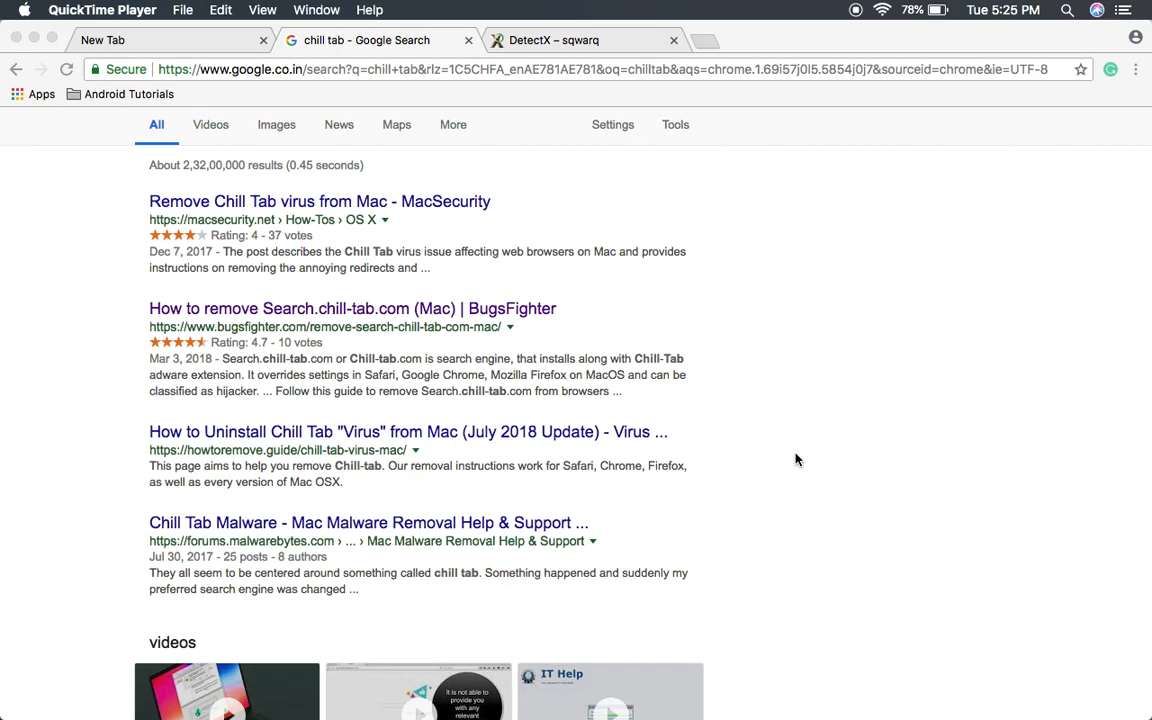 QuickTime Player File Edit View Window Help 78% Tue 5:25 PM
New Tab chill tab - Google Search DetectX – sqwarq
Secure https://www.google.co.in/search?q=chill+tab&rlz=1C5CHFA_enAE781AE781&oq=chilltab&aqs=chrome.1.69i57j0l5.5854j0j7&sourceid=chrome&ie=UTF-8
Apps Android Tutorials
All Videos Images News Maps More Settings Tools
About 2,32,00,000 results (0.45 seconds)
Remove Chill Tab virus from Mac - MacSecurity
https://macsecurity.net › How-Tos › OS X
Rating: 4 - 37 votes
Dec 7, 2017 - The post describes the Chill Tab virus issue affecting web browsers on Mac and provides
instructions on removing the annoying redirects and ...
How to remove Search.chill-tab.com (Mac) | BugsFighter
https://www.bugsfighter.com/remove-search-chill-tab-com-mac/
Rating: 4.7 - 10 votes
Mar 3, 2018 - Search.chill-tab.com or Chill-tab.com is search engine, that installs along with Chill-Tab
adware extension. It overrides settings in Safari, Google Chrome, Mozilla Firefox on MacOS and can be
classified as hijacker. ... Follow this guide to remove Search.chill-tab.com from browsers ...
How to Uninstall Chill Tab "Virus" from Mac (July 2018 Update) - Virus ...
https://howtoremove.guide/chill-tab-virus-mac/
This page aims to help you remove Chill-tab. Our removal instructions work for Safari, Chrome, Firefox,
as well as every version of Mac OSX.
Chill Tab Malware - Mac Malware Removal Help & Support ...
https://forums.malwarebytes.com › ... › Mac Malware Removal Help & Support
Jul 30, 2017 - 25 posts - 8 authors
They all seem to be centered around something called chill tab. Something happened and suddenly my
preferred search engine was changed ...
videos
It is not able to
provide you
with any
relevant
IT Help